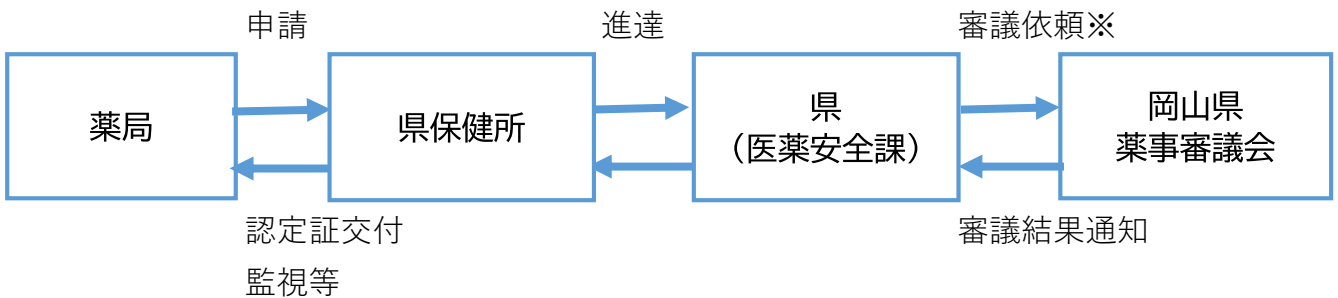 申請
進達
審議依頼※
薬局
県保健所
県
（医薬安全課）
岡山県
薬事審議会
認定証交付
監視等
審議結果通知